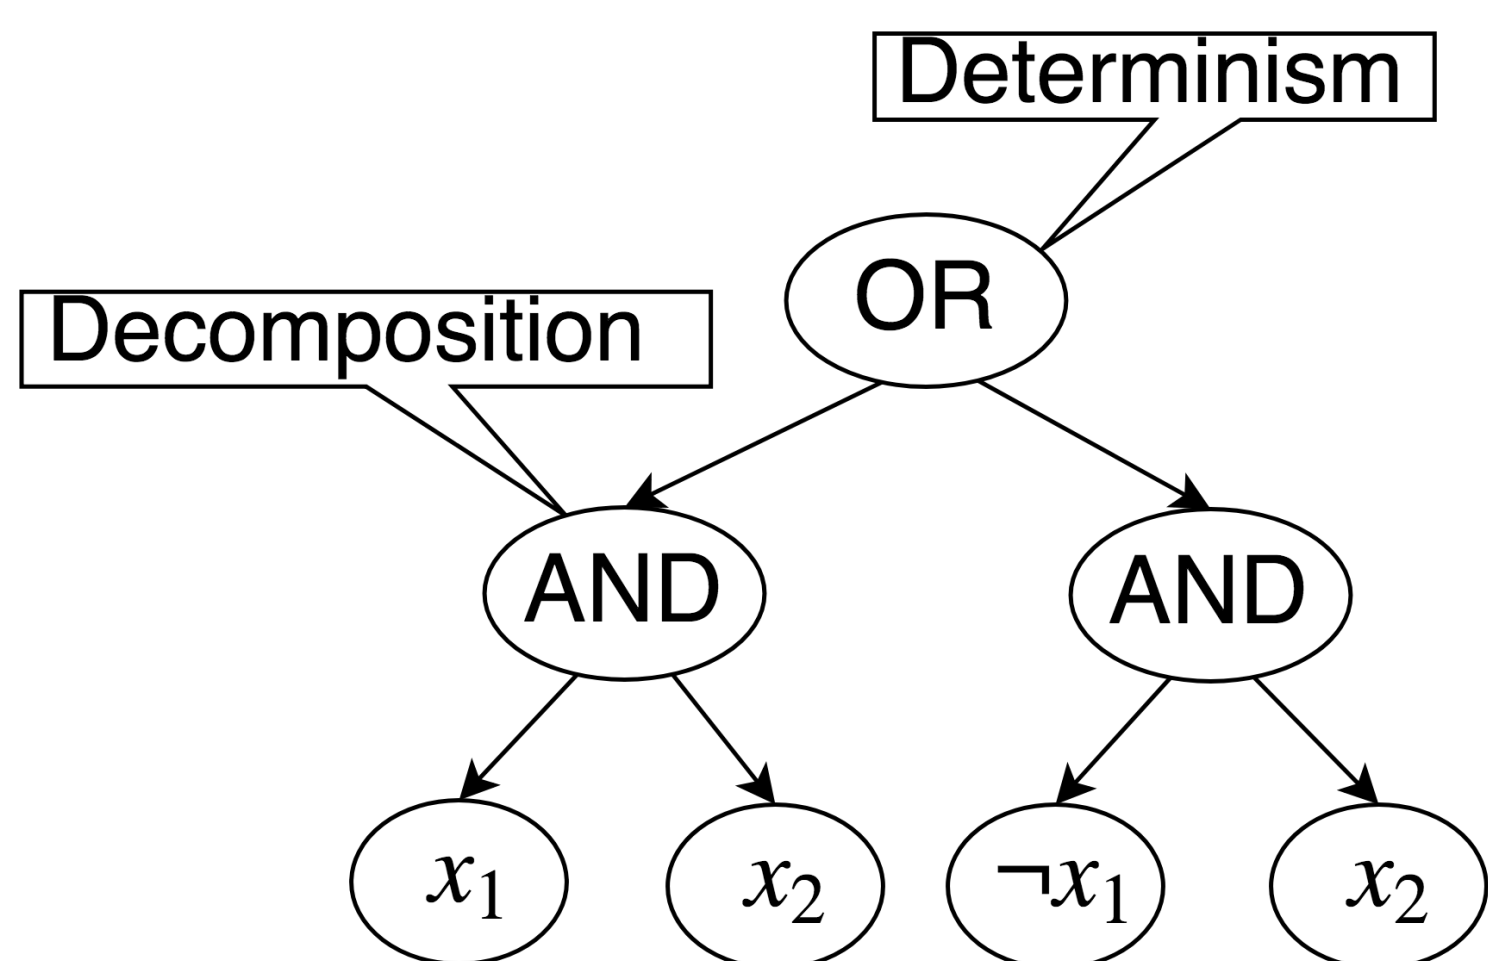 Determinism
OR
Decomposition
AND
AND
x₁
x₂
¬x₁
x₂